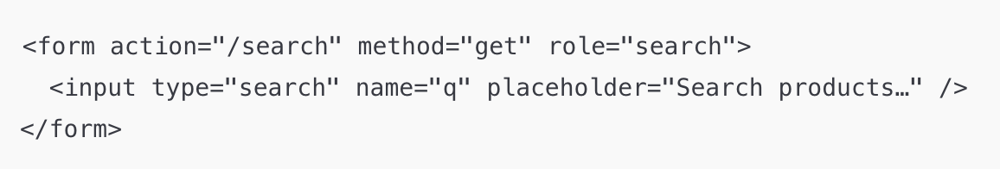 <form action="/search" method="get" role="search">
  <input type="search" name="q" placeholder="Search products…" />
</form>